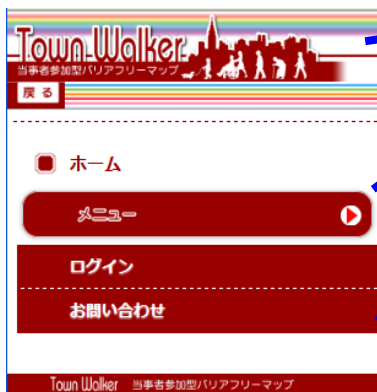 Town Walker
当事者参加型バリアフリーマップ
戻る
ホーム
メニュー
ログイン
お問い合わせ
Town Walker 当事者参加型バリアフリーマップ